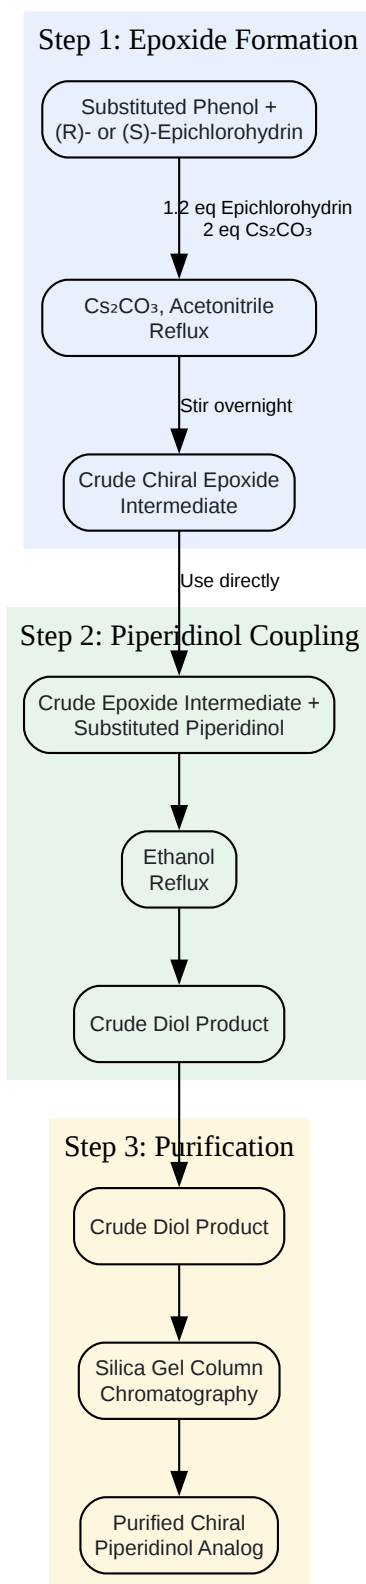 Step 1: Epoxide Formation
Substituted Phenol +
(R)- or (S)-Epichlorohydrin
1.2 eq Epichlorohydrin
2 eq Cs₂CO₃
Cs₂CO₃, Acetonitrile
Reflux
Stir overnight
Crude Chiral Epoxide
Intermediate
Use directly
Step 2: Piperidinol Coupling
Crude Epoxide Intermediate +
Substituted Piperidinol
Ethanol
Reflux
Crude Diol Product
Step 3: Purification
Crude Diol Product
Silica Gel Column
Chromatography
Purified Chiral
Piperidinol Analog